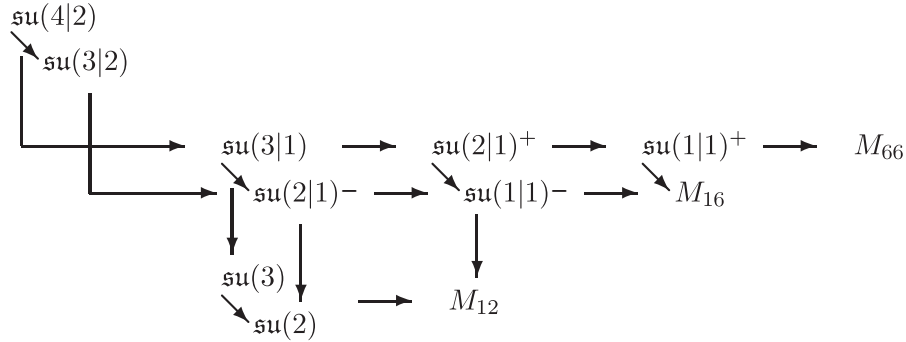 𝔰𝔲(4|2)
𝔰𝔲(3|2)
𝔰𝔲(3|1) 𝔰𝔲(2|1)⁺ 𝔰𝔲(1|1)⁺ M₆₆
𝔰𝔲(2|1)⁻ 𝔰𝔲(1|1)⁻ M₁₆
𝔰𝔲(3)
M₁₂
𝔰𝔲(2)